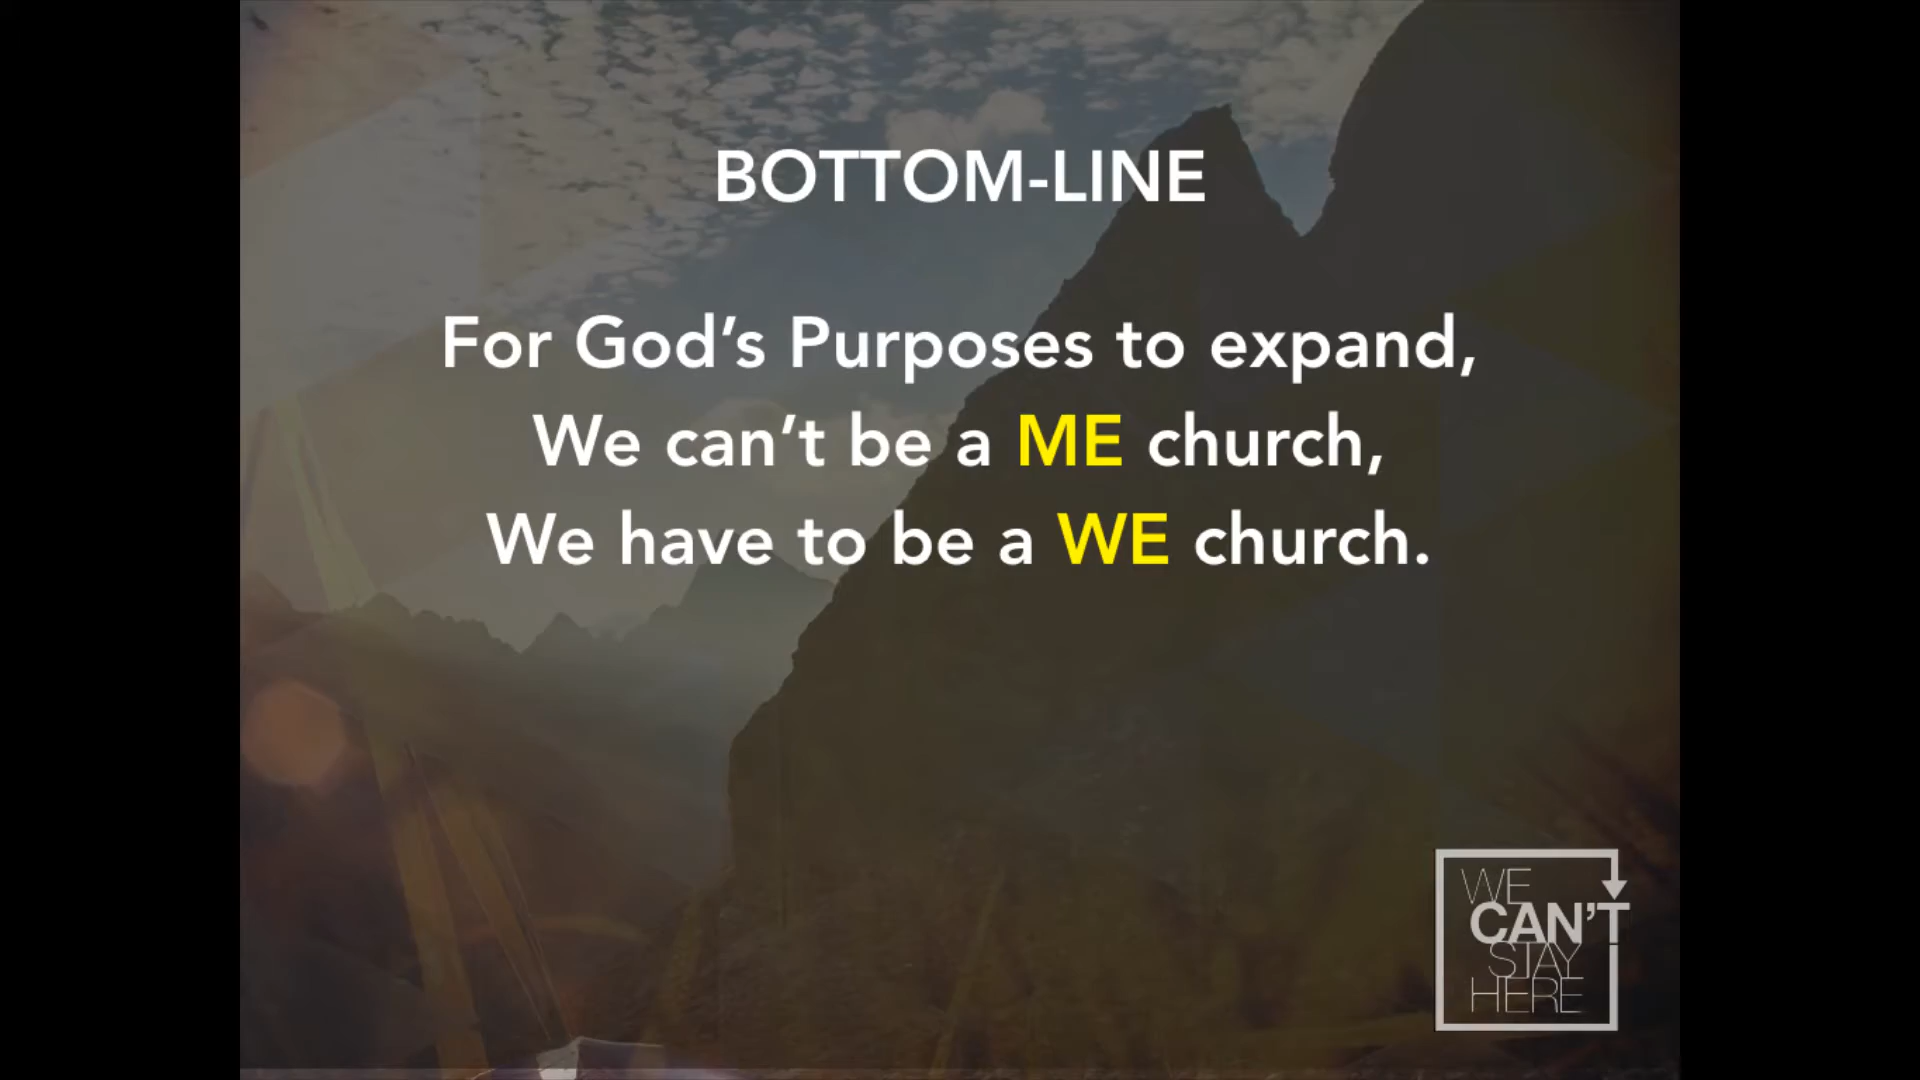 BOTTOM-LINE
For God’s Purposes to expand,
We can’t be a ME church,
We have to be a WE church.
WE
CAN’T
STAY
HERE